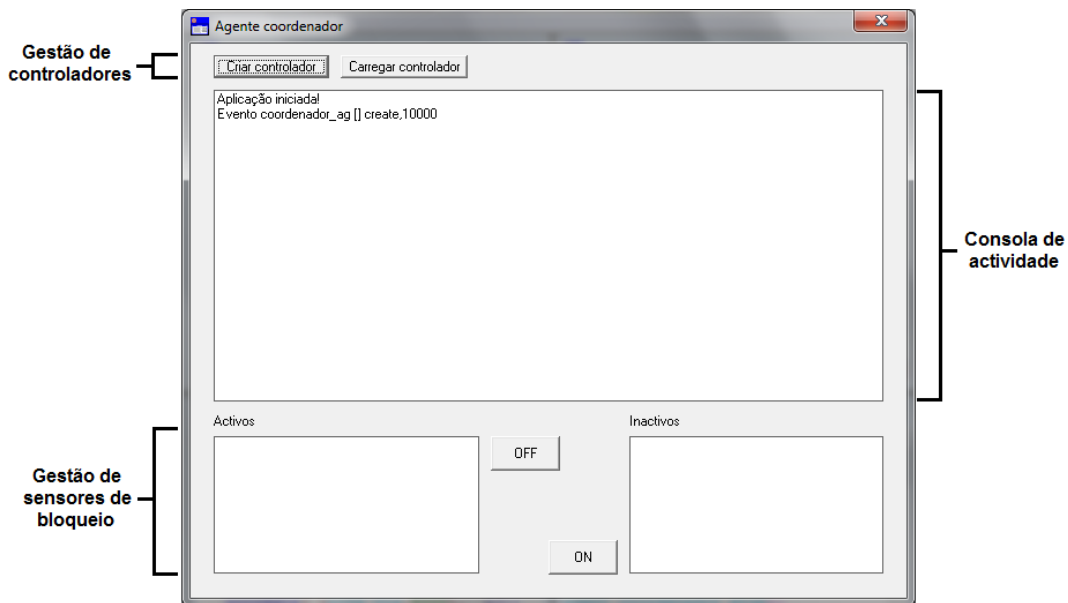 Agente coordenador
Gestão de
controladores
Criar controlador
Carregar controlador
Aplicação iniciada!
Evento coordenador_ag [] create,10000
Consola de
actividade
Activos
Inactivos
OFF
Gestão de
sensores de
bloqueio
ON